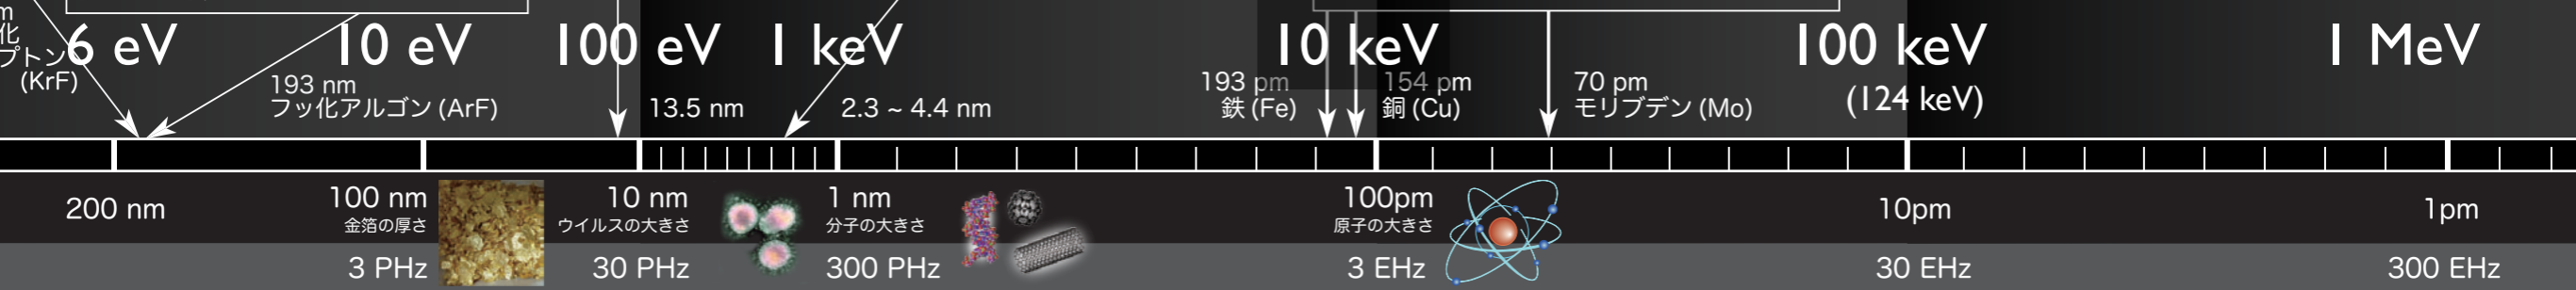 m
化
プトン
(KrF)
6 eV
10 eV
100 eV
1 keV
10 keV
100 keV
(124 keV)
1 MeV
193 nm
フッ化アルゴン (ArF)
13.5 nm
2.3 ~ 4.4 nm
193 pm
鉄 (Fe)
154 pm
銅 (Cu)
70 pm
モリブデン (Mo)
200 nm
100 nm
金箔の厚さ
10 nm
ウイルスの大きさ
1 nm
分子の大きさ
100pm
原子の大きさ
10pm
1pm
3 PHz
30 PHz
300 PHz
3 EHz
30 EHz
300 EHz